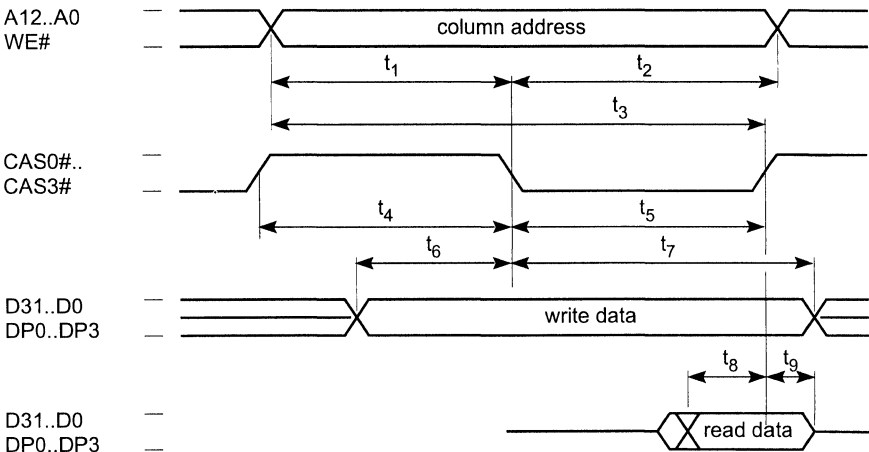 A12..A0
WE#
column address
t1
t2
t3
CAS0#..
CAS3#
t4
t5
t6
t7
D31..D0
DP0..DP3
write data
t8
t9
D31..D0
DP0..DP3
read data